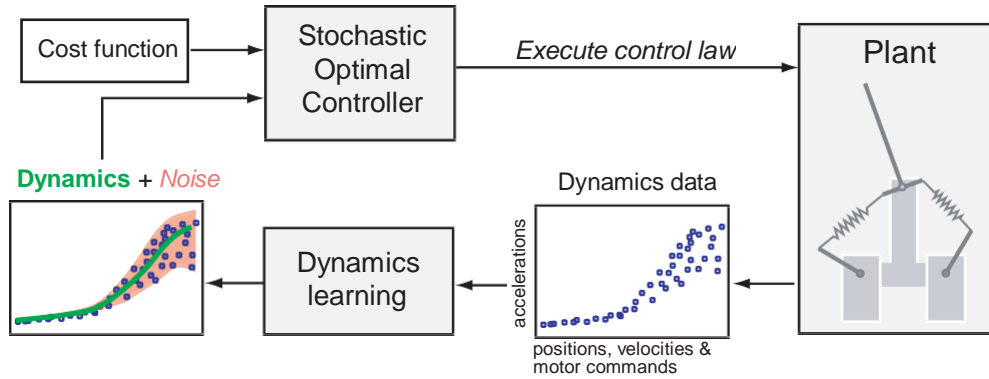 Cost function
Stochastic
Optimal
Controller
Execute control law
Plant
Dynamics + Noise
Dynamics
learning
Dynamics data
accelerations
positions, velocities &
motor commands